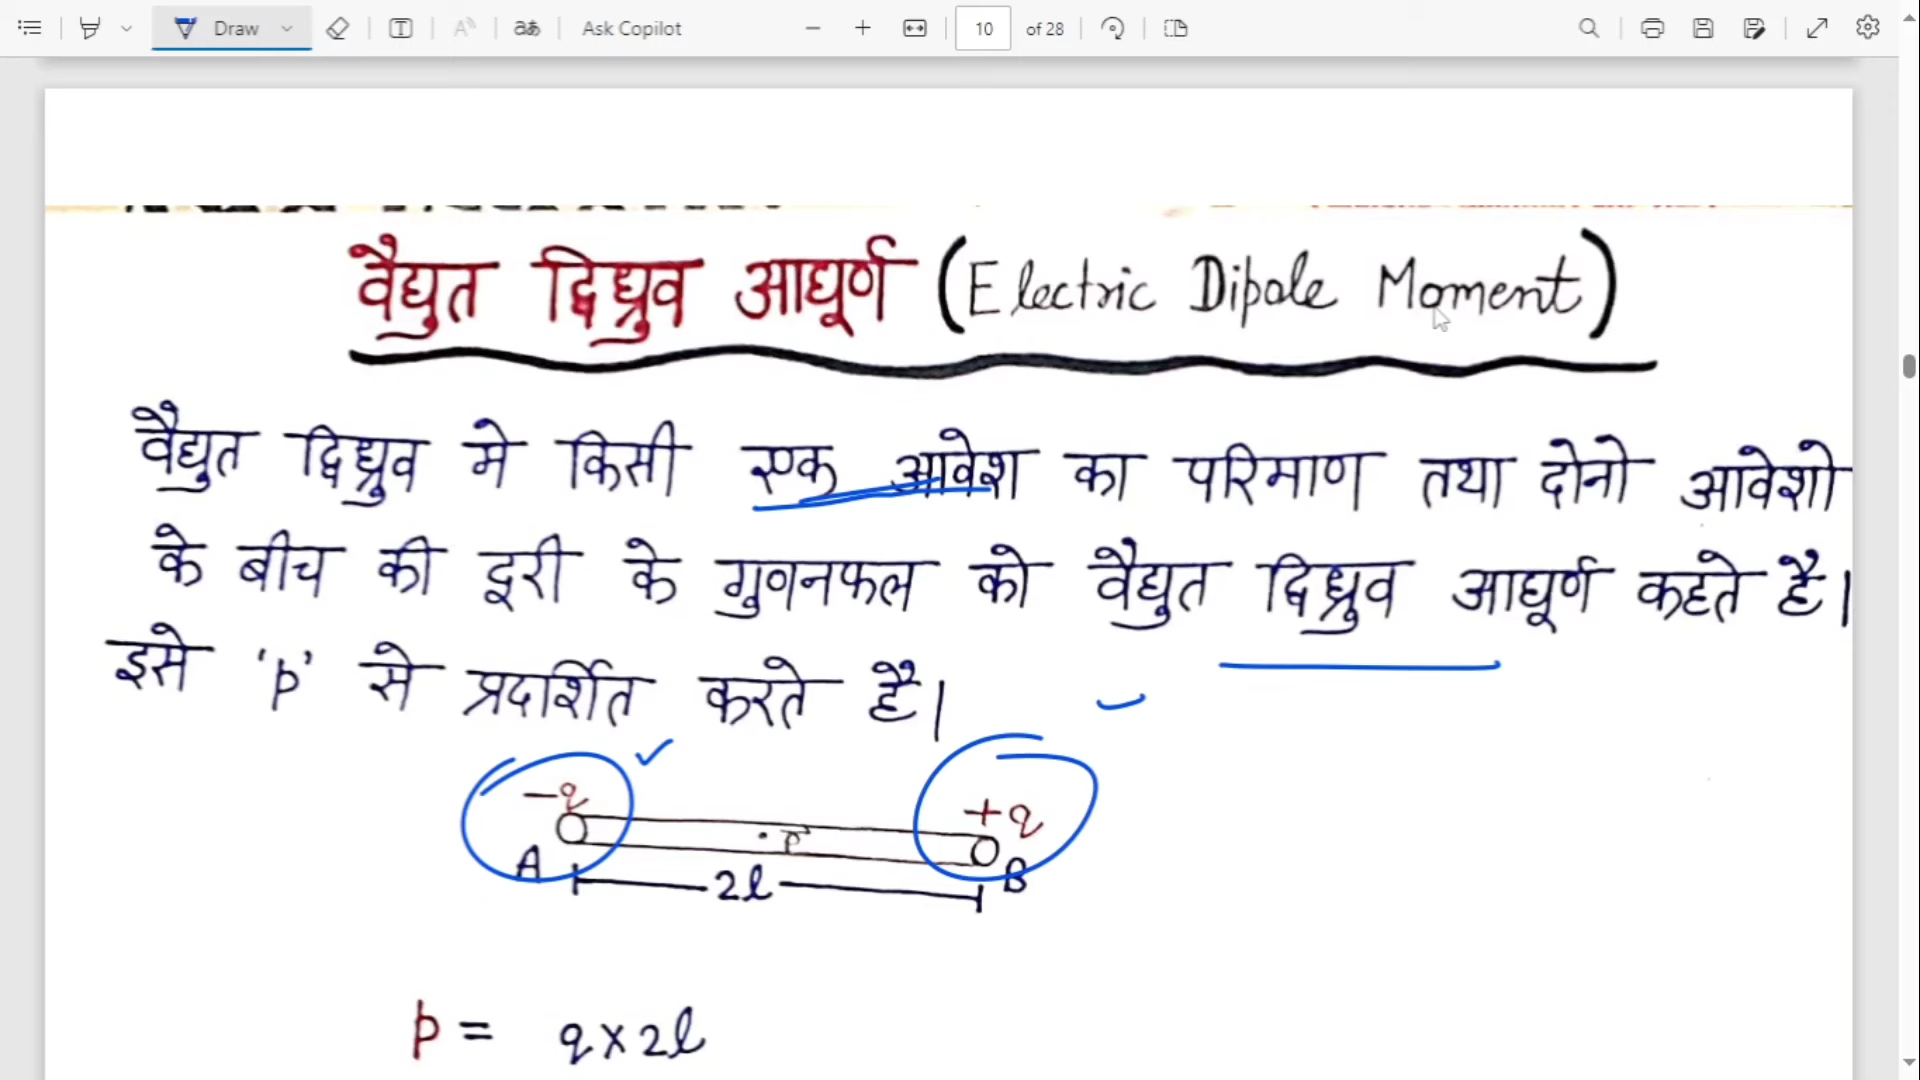 Draw
Ask Copilot
10 of 28
वैद्युत द्विध्रुव आघूर्ण (Electric Dipole Moment)
वैद्युत द्विध्रुव मे किसी एक आवेश का परिमाण तथा दोनो आवेशो
के बीच की दूरी के गुणनफल को वैद्युत द्विध्रुव आघूर्ण कहते है।
इसे 'p' से प्रदर्शित करते है।
-q +q
p
A B
2l
p = q×2l